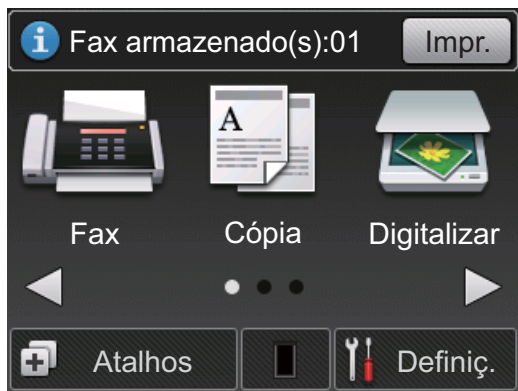 Fax armazenado(s):01 Impr.
A
Fax Cópia Digitalizar
Atalhos Definiç.